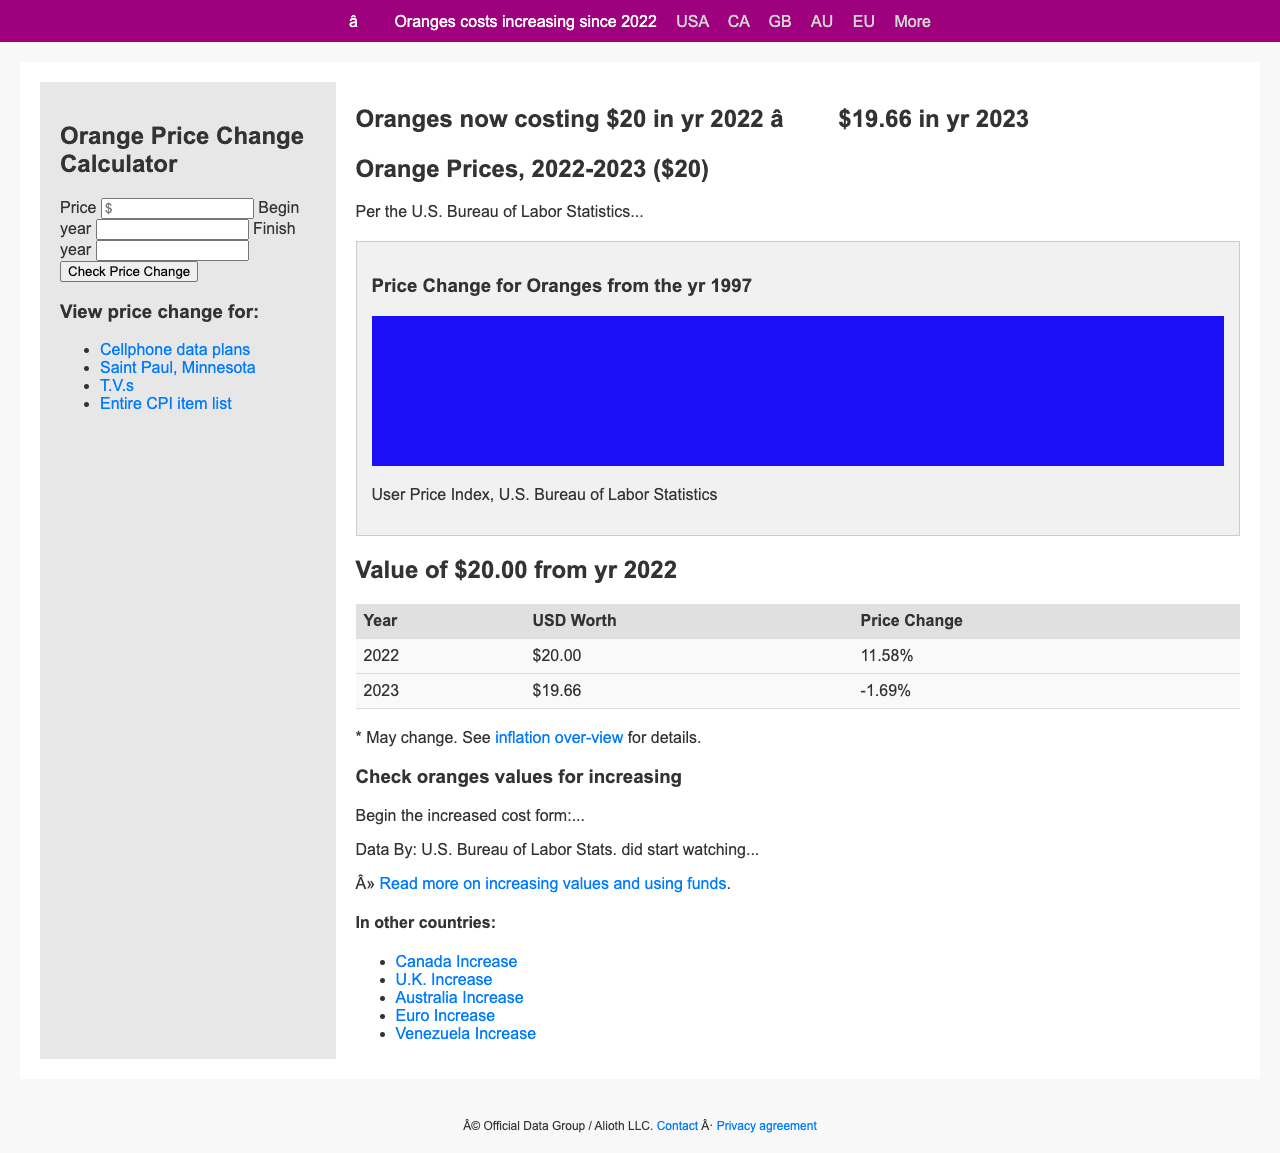 â Oranges costs increasing since 2022 USA CA GB AU EU More
Orange Price Change
Calculator
Price $ Begin
year Finish
year
Check Price Change
View price change for:
• Cellphone data plans
• Saint Paul, Minnesota
• T.V.s
• Entire CPI item list
Oranges now costing $20 in yr 2022 â $19.66 in yr 2023
Orange Prices, 2022-2023 ($20)
Per the U.S. Bureau of Labor Statistics...
Price Change for Oranges from the yr 1997
User Price Index, U.S. Bureau of Labor Statistics
Value of $20.00 from yr 2022
Year USD Worth Price Change
2022 $20.00 11.58%
2023 $19.66 -1.69%
* May change. See inflation over-view for details.
Check oranges values for increasing
Begin the increased cost form:...
Data By: U.S. Bureau of Labor Stats. did start watching...
Â» Read more on increasing values and using funds.
In other countries:
• Canada Increase
• U.K. Increase
• Australia Increase
• Euro Increase
• Venezuela Increase
Â© Official Data Group / Alioth LLC. Contact Â· Privacy agreement